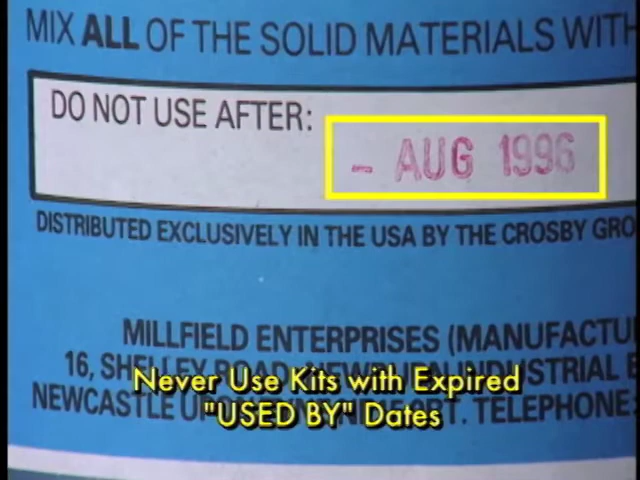 MIX ALL OF THE SOLID MATERIALS WITH
DO NOT USE AFTER:
- AUG 1996
DISTRIBUTED EXCLUSIVELY IN THE USA BY THE CROSBY GRO
MILLFIELD ENTERPRISES (MANUFACTU
16, SHELLEY ROAD, INDUSTRIAL E
NEWCASTLE UPON TELEPHONE
Never Use Kits with Expired
"USED BY" Dates